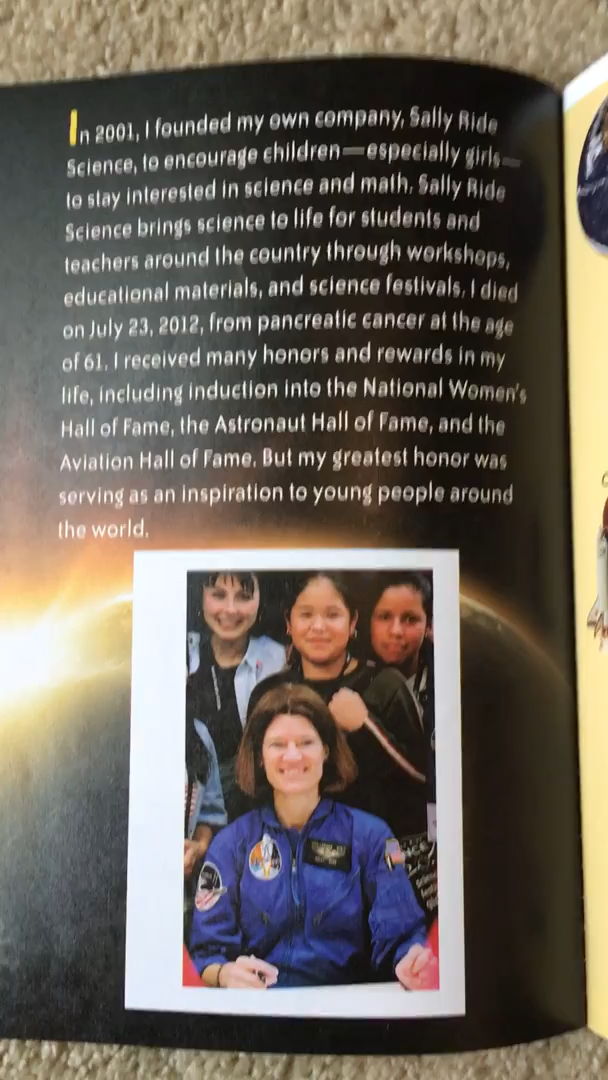 In 2001, I founded my own company, Sally Ride
Science, to encourage children—especially girls—
to stay interested in science and math. Sally Ride
Science brings science to life for students and
teachers around the country through workshops,
educational materials, and science festivals. I died
on July 23, 2012, from pancreatic cancer at the age
of 61. I received many honors and rewards in my
life, including induction into the National Women's
Hall of Fame, the Astronaut Hall of Fame, and the
Aviation Hall of Fame. But my greatest honor was
serving as an inspiration to young people around
the world.